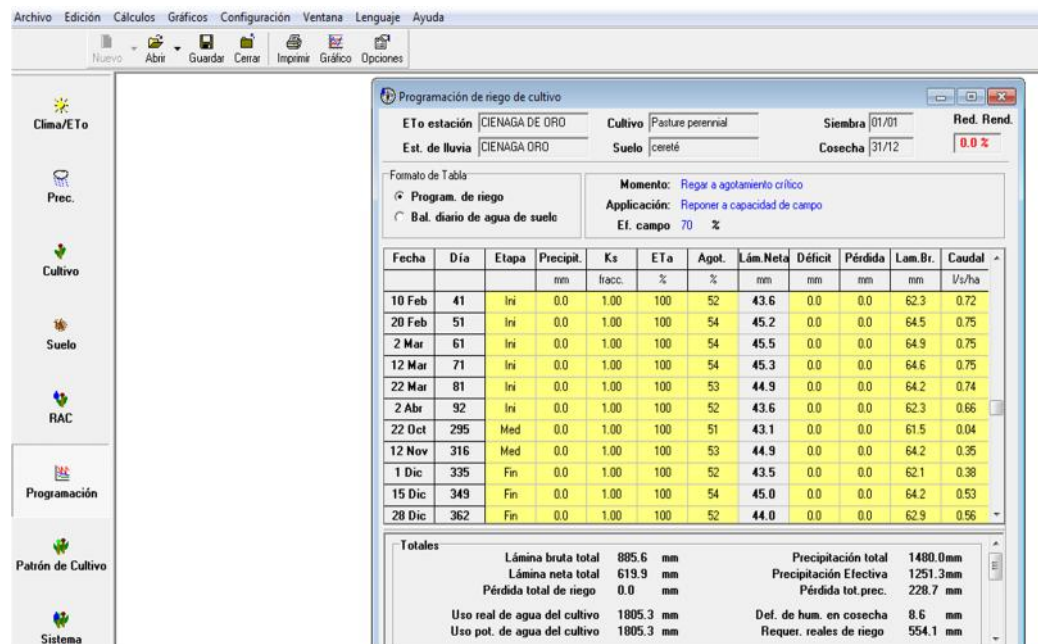 Archivo Edición Cálculos Gráficos Configuración Ventana Lenguaje Ayuda
Nuevo Abrir Guardar Cerrar Imprimir Gráfico Opciones
Clima/ETo
Prec.
Cultivo
Suelo
RAC
Programación
Patrón de Cultivo
Sistema
Programación de riego de cultivo
ETo estación CIENAGA DE ORO Cultivo Pasture perennial Siembra 01/01 Red. Rend.
Est. de lluvia CIENAGA ORO Suelo cereté Cosecha 31/12 0.0 %
Formato de Tabla
Program. de riego
Bal. diario de agua de suelo
Momento: Regar a agotamiento crítico
Applicación: Reponer a capacidad de campo
Ef. campo 70 %
Fecha Día Etapa Precipit. Ks ETa Agot. Lám.Neta Déficit Pérdida Lam.Br. Caudal
mm fracc. % % mm mm mm mm l/s/ha
10 Feb 41 Ini 0.0 1.00 100 52 43.6 0.0 0.0 62.3 0.72
20 Feb 51 Ini 0.0 1.00 100 54 45.2 0.0 0.0 64.5 0.75
2 Mar 61 Ini 0.0 1.00 100 54 45.5 0.0 0.0 64.9 0.75
12 Mar 71 Ini 0.0 1.00 100 54 45.3 0.0 0.0 64.6 0.75
22 Mar 81 Ini 0.0 1.00 100 53 44.9 0.0 0.0 64.2 0.74
2 Abr 92 Ini 0.0 1.00 100 52 43.6 0.0 0.0 62.3 0.66
22 Oct 295 Med 0.0 1.00 100 51 43.1 0.0 0.0 61.5 0.04
12 Nov 316 Med 0.0 1.00 100 53 44.9 0.0 0.0 64.2 0.35
1 Dic 335 Fin 0.0 1.00 100 52 43.5 0.0 0.0 62.1 0.38
15 Dic 349 Fin 0.0 1.00 100 54 45.0 0.0 0.0 64.2 0.53
28 Dic 362 Fin 0.0 1.00 100 52 44.0 0.0 0.0 62.9 0.56
Totales
Lámina bruta total 885.6 mm Precipitación total 1480.0mm
Lámina neta total 619.9 mm Precipitación Efectiva 1251.3mm
Pérdida total de riego 0.0 mm Pérdida tot.prec. 228.7 mm
Uso real de agua del cultivo 1805.3 mm Def. de hum. en cosecha 8.6 mm
Uso pot. de agua del cultivo 1805.3 mm Requer. reales de riego 554.1 mm